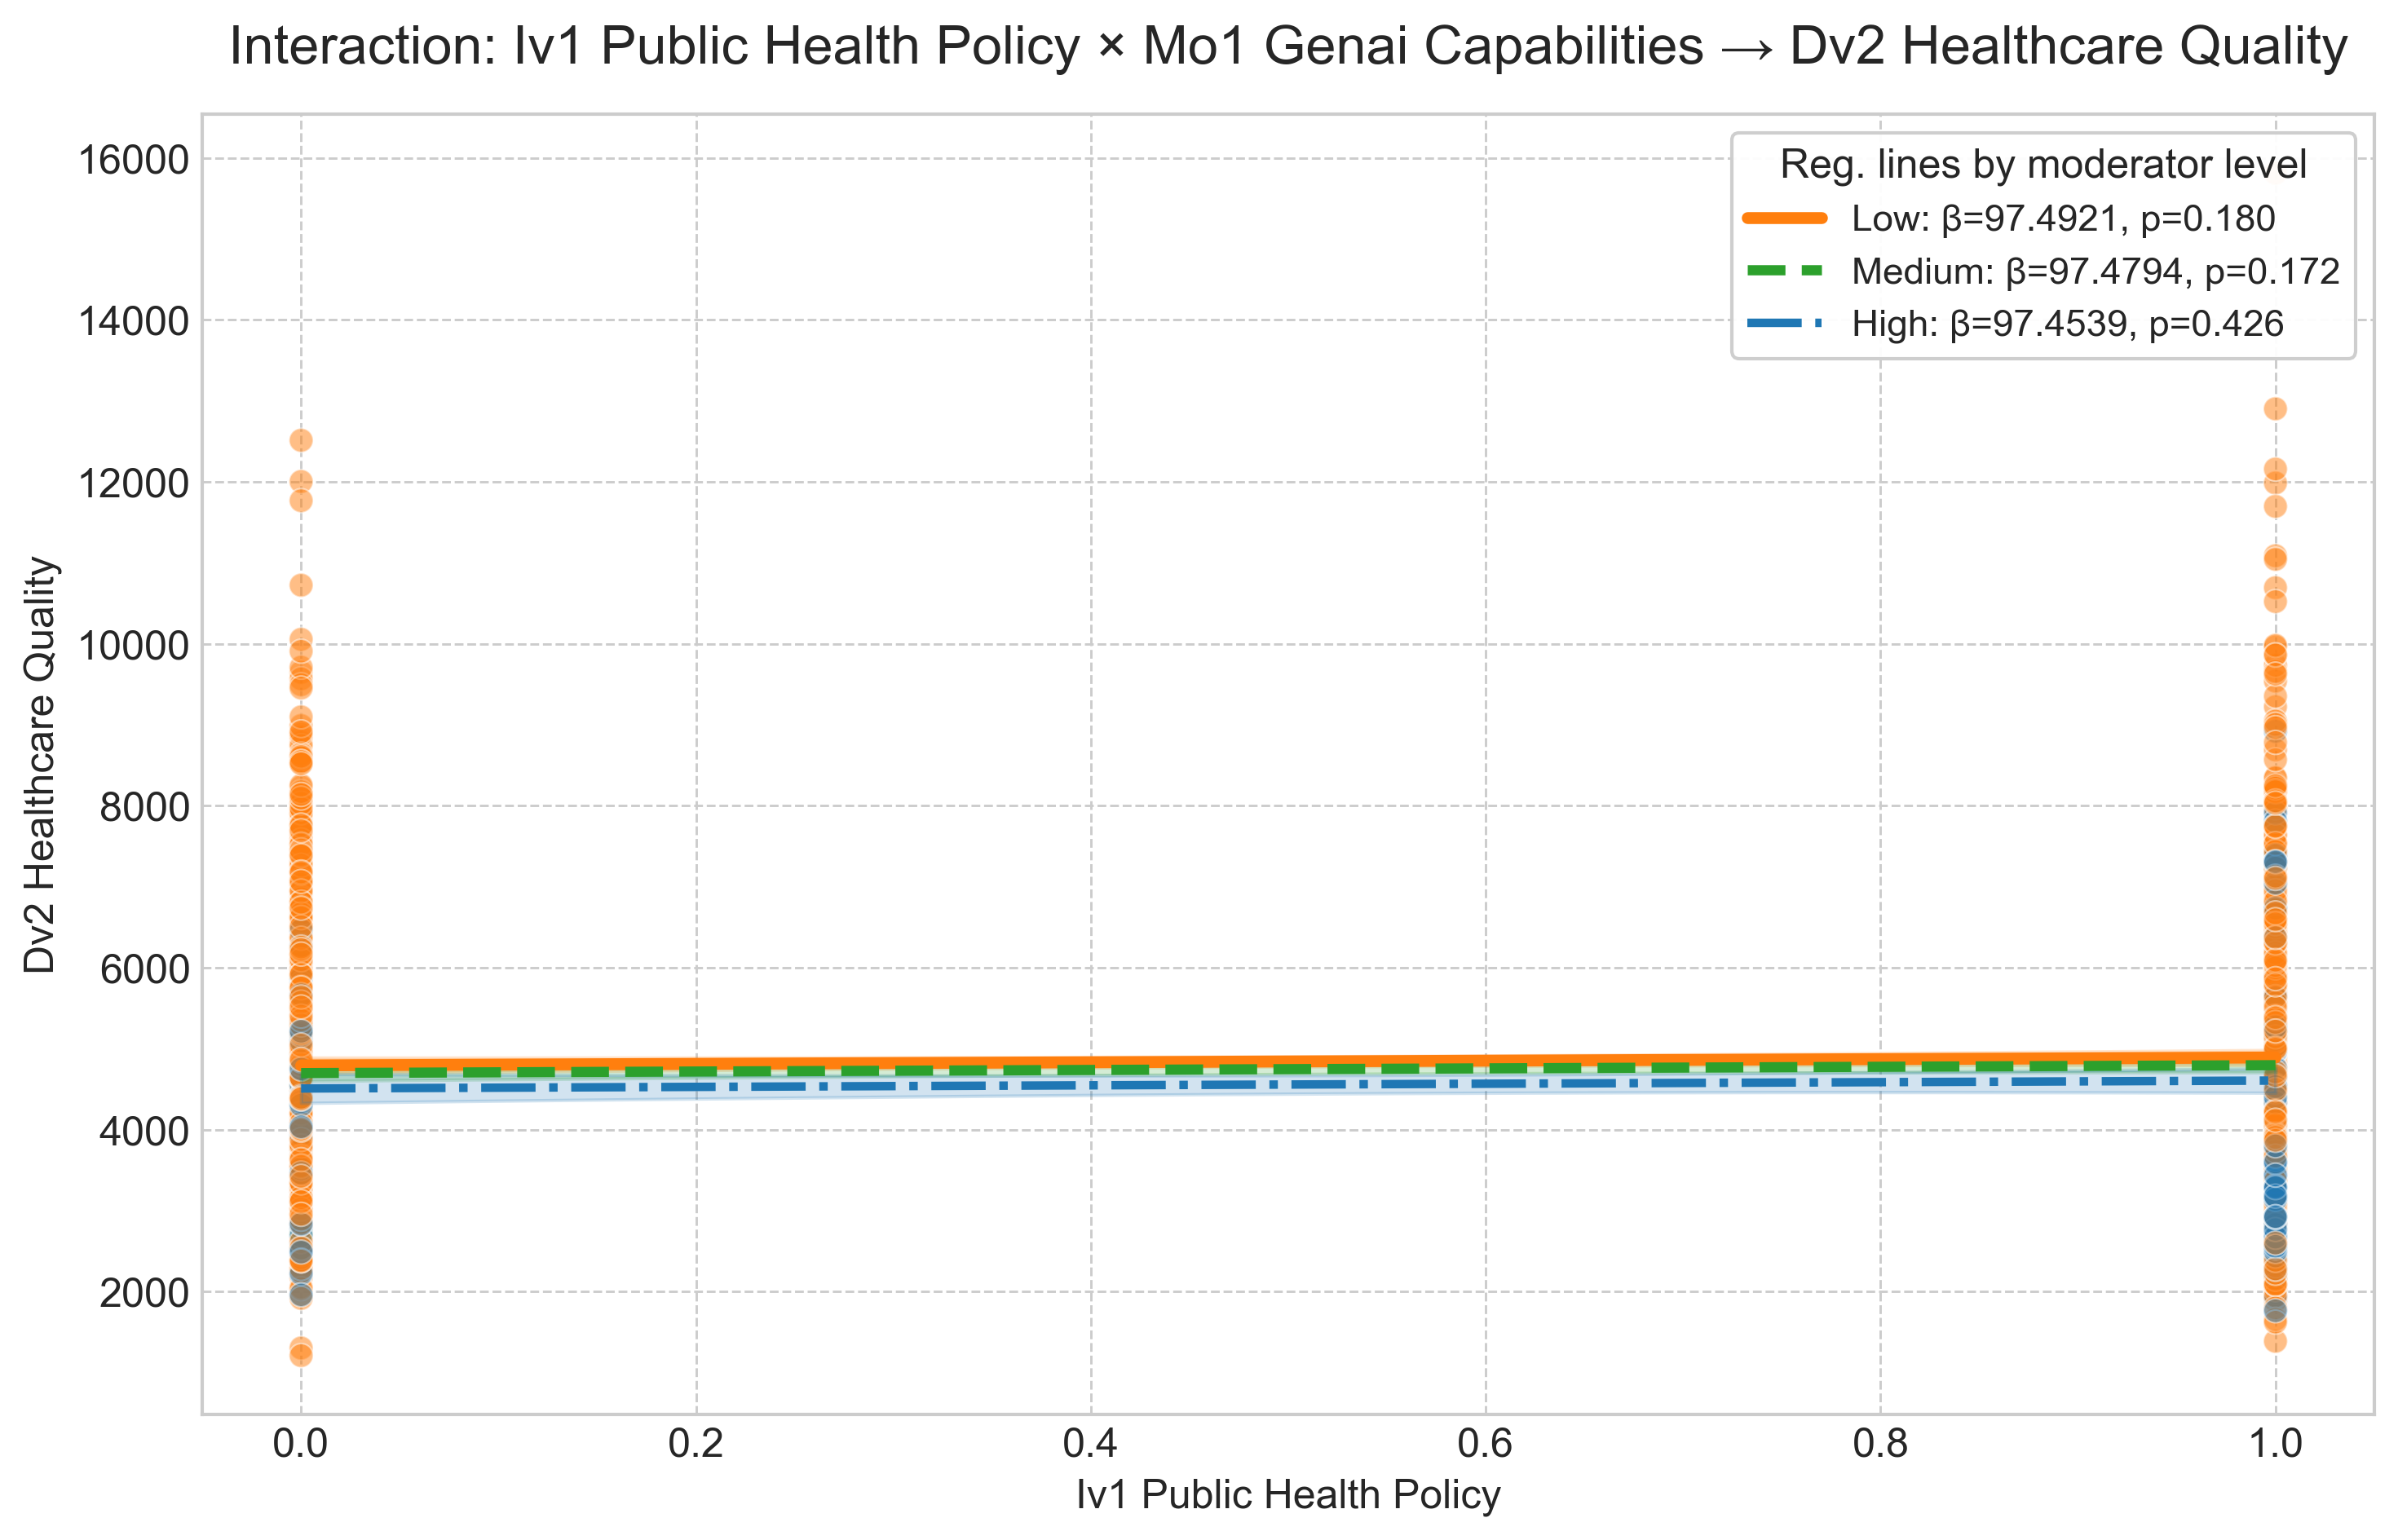 Interaction: Iv1 Public Health Policy × Mo1 Genai Capabilities → Dv2 Healthcare Quality
Reg. lines by moderator level
Low: β=97.4921, p=0.180
Medium: β=97.4794, p=0.172
High: β=97.4539, p=0.426
Dv2 Healthcare Quality
16000
14000
12000
10000
8000
6000
4000
2000
0.0 0.2 0.4 0.6 0.8 1.0
Iv1 Public Health Policy